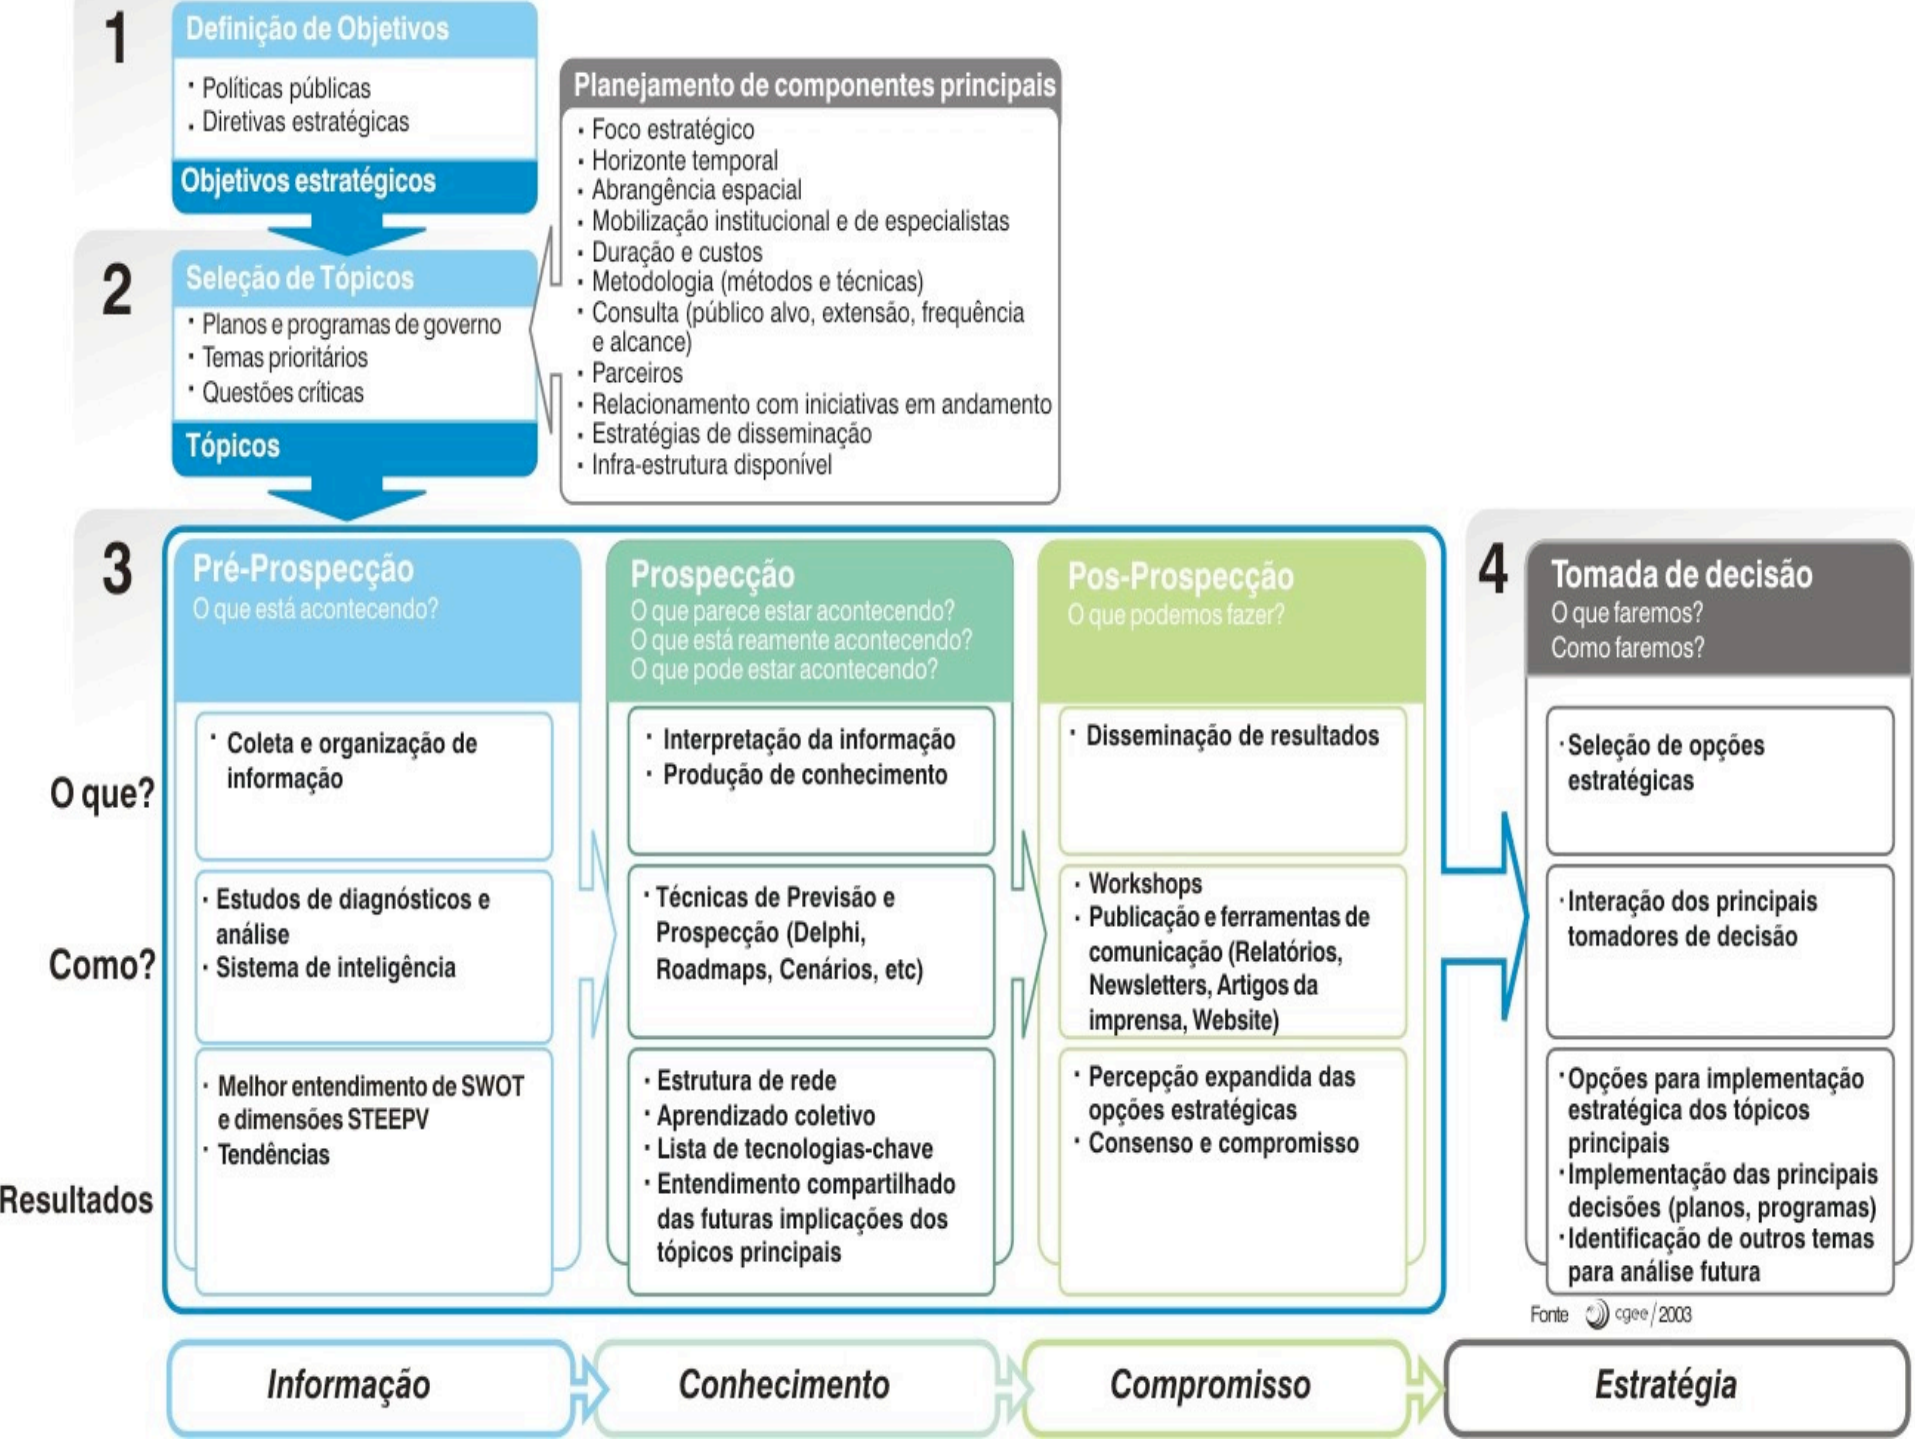 1
Definição de Objetivos
· Políticas públicas
. Diretivas estratégicas
Objetivos estratégicos
2
Seleção de Tópicos
· Planos e programas de governo
· Temas prioritários
· Questões críticas
Tópicos
Planejamento de componentes principais
· Foco estratégico
· Horizonte temporal
· Abrangência espacial
· Mobilização institucional e de especialistas
· Duração e custos
· Metodologia (métodos e técnicas)
· Consulta (público alvo, extensão, frequência
e alcance)
· Parceiros
· Relacionamento com iniciativas em andamento
· Estratégias de disseminação
· Infra-estrutura disponível
3
Pré-Prospecção
O que está acontecendo?
Prospecção
O que parece estar acontecendo?
O que está reamente acontecendo?
O que pode estar acontecendo?
Pos-Prospecção
O que podemos fazer?
4
Tomada de decisão
O que faremos?
Como faremos?
O que?
· Coleta e organização de
informação
· Interpretação da informação
· Produção de conhecimento
· Disseminação de resultados
· Seleção de opções
estratégicas
Como?
· Estudos de diagnósticos e
análise
· Sistema de inteligência
· Técnicas de Previsão e
Prospecção (Delphi,
Roadmaps, Cenários, etc)
· Workshops
· Publicação e ferramentas de
comunicação (Relatórios,
Newsletters, Artigos da
imprensa, Website)
· Interação dos principais
tomadores de decisão
Resultados
· Melhor entendimento de SWOT
e dimensões STEEPV
· Tendências
· Estrutura de rede
· Aprendizado coletivo
· Lista de tecnologias-chave
· Entendimento compartilhado
das futuras implicações dos
tópicos principais
· Percepção expandida das
opções estratégicas
· Consenso e compromisso
· Opções para implementação
estratégica dos tópicos
principais
· Implementação das principais
decisões (planos, programas)
· Identificação de outros temas
para análise futura
Fonte cgee/2003
Informação
Conhecimento
Compromisso
Estratégia